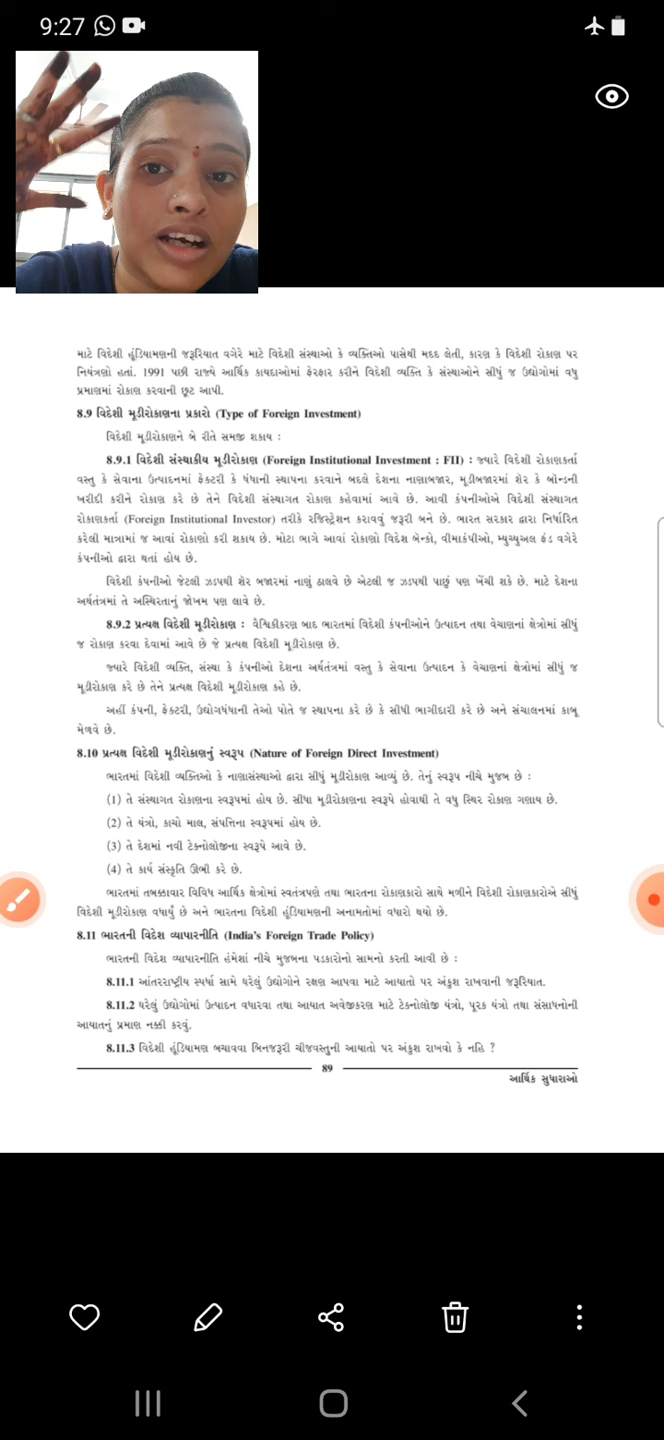 9:27
માટે વિદેશી હૂંડિયામણની જરૂરિયાત વગેરે માટે વિદેશી સંસ્થાઓ કે વ્યક્તિઓ પાસેથી મદદ લેતી, કારણ કે વિદેશી રોકાણ પર
નિયંત્રણો હતાં. 1991 પછી રાજ્યે આર્થિક કાયદાઓમાં ફેરફાર કરીને વિદેશી વ્યક્તિ કે સંસ્થાઓને સીધું જ ઉદ્યોગોમાં વધુ
પ્રમાણમાં રોકાણ કરવાની છૂટ આપી.
8.9 વિદેશી મૂડીરોકાણના પ્રકારો (Type of Foreign Investment)
વિદેશી મૂડીરોકાણને બે રીતે સમજી શકાય :
8.9.1 વિદેશી સંસ્થાકીય મૂડીરોકાણ (Foreign Institutional Investment : FII) : જ્યારે વિદેશી રોકાણકર્તા
વસ્તુ કે સેવાના ઉત્પાદનમાં ફેક્ટરી કે ધંધાની સ્થાપના કરવાને બદલે દેશના નાણાબજાર, મૂડીબજારમાં શૅર કે બૉન્ડની
ખરીદી કરીને રોકાણ કરે છે તેને વિદેશી સંસ્થાગત રોકાણ કહેવામાં આવે છે. આવી કંપનીઓએ વિદેશી સંસ્થાગત
રોકાણકર્તા (Foreign Institutional Investor) તરીકે રજિસ્ટ્રેશન કરાવવું જરૂરી બને છે. ભારત સરકાર દ્વારા નિર્ધારિત
કરેલી માત્રામાં જ આવાં રોકાણો કરી શકાય છે. મોટા ભાગે આવાં રોકાણો વિદેશ બેન્કો, વીમાકંપીઓ, મ્યુચ્યુઅલ ફંડ વગેરે
કંપનીઓ દ્વારા થતાં હોય છે.
વિદેશી કંપનીઓ જેટલી ઝડપથી શેર બજારમાં નાણું ઠાલવે છે એટલી જ ઝડપથી પાછું પણ ખેંચી શકે છે. માટે દેશના
અર્થતંત્રમાં તે અસ્થિરતાનું જોખમ પણ લાવે છે.
8.9.2 પ્રત્યક્ષ વિદેશી મૂડીરોકાણ : વૈશ્વિકીકરણ બાદ ભારતમાં વિદેશી કંપનીઓને ઉત્પાદન તથા વેચાણનાં ક્ષેત્રોમાં સીધું
જ રોકાણ કરવા દેવામાં આવે છે જે પ્રત્યક્ષ વિદેશી મૂડીરોકાણ છે.
જ્યારે વિદેશી વ્યક્તિ, સંસ્થા કે કંપનીઓ દેશના અર્થતંત્રમાં વસ્તુ કે સેવાના ઉત્પાદન કે વેચાણનાં ક્ષેત્રોમાં સીધું જ
મૂડીરોકાણ કરે છે તેને પ્રત્યક્ષ વિદેશી મૂડીરોકાણ કહે છે.
અહીં કંપની, ફેક્ટરી, ઉદ્યોગધંધાની તેઓ પોતે જ સ્થાપના કરે છે કે સીધી ભાગીદારી કરે છે અને સંચાલનમાં કાબૂ
મેળવે છે.
8.10 પ્રત્યક્ષ વિદેશી મૂડીરોકાણનું સ્વરૂપ (Nature of Foreign Direct Investment)
ભારતમાં વિદેશી વ્યક્તિઓ કે નાણાસંસ્થાઓ દ્વારા સીધું મૂડીરોકાણ આવ્યું છે. તેનું સ્વરૂપ નીચે મુજબ છે :
(1) તે સંસ્થાગત રોકાણના સ્વરૂપમાં હોય છે. સીધા મૂડીરોકાણના સ્વરૂપે હોવાથી તે વધુ સ્થિર રોકાણ ગણાય છે.
(2) તે યંત્રો, કાચો માલ, સંપત્તિના સ્વરૂપમાં હોય છે.
(3) તે દેશમાં નવી ટેક્નોલૉજીના સ્વરૂપે આવે છે.
(4) તે કાર્ય સંસ્કૃતિ ઊભી કરે છે.
ભારતમાં તબક્કાવાર વિવિધ આર્થિક ક્ષેત્રોમાં સ્વતંત્રપણે તથા ભારતના રોકાણકારો સાથે મળીને વિદેશી રોકાણકારોએ સીધું
વિદેશી મૂડીરોકાણ વધાર્યું છે અને ભારતના વિદેશી હૂંડિયામણની અનામતોમાં વધારો થયો છે.
8.11 ભારતની વિદેશ વ્યાપારનીતિ (India's Foreign Trade Policy)
ભારતની વિદેશ વ્યાપારનીતિ હંમેશાં નીચે મુજબના પડકારોનો સામનો કરતી આવી છે :
8.11.1 આંતરરાષ્ટ્રીય સ્પર્ધા સામે ઘરેલું ઉદ્યોગોને રક્ષણ આપવા માટે આયાતો પર અંકુશ રાખવાની જરૂરિયાત.
8.11.2 ઘરેલું ઉદ્યોગોમાં ઉત્પાદન વધારવા તથા આયાત અવેજીકરણ માટે ટેક્નોલૉજી યંત્રો, પૂરક યંત્રો તથા સંસાધનોની
આયાતનું પ્રમાણ નક્કી કરવું.
8.11.3 વિદેશી હૂંડિયામણ બચાવવા બિનજરૂરી ચીજવસ્તુની આયાતો પર અંકુશ રાખવો કે નહિ ?
89
આર્થિક સુધારાઓ